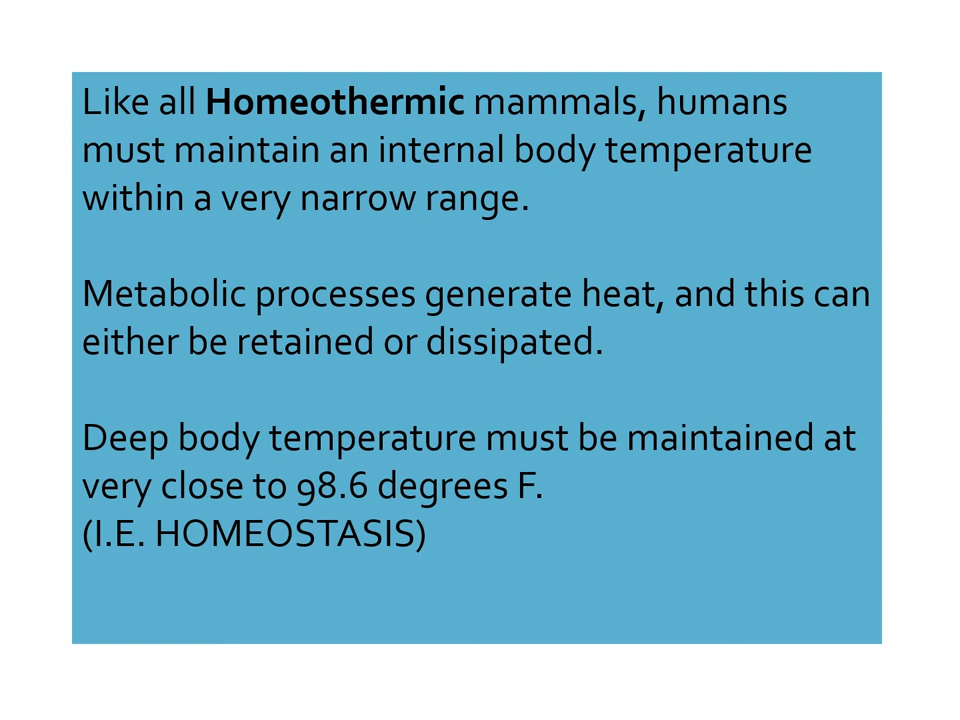 Like all Homeothermic mammals, humans
must maintain an internal body temperature
within a very narrow range.
Metabolic processes generate heat, and this can
either be retained or dissipated.
Deep body temperature must be maintained at
very close to 98.6 degrees F.
(I.E. HOMEOSTASIS)